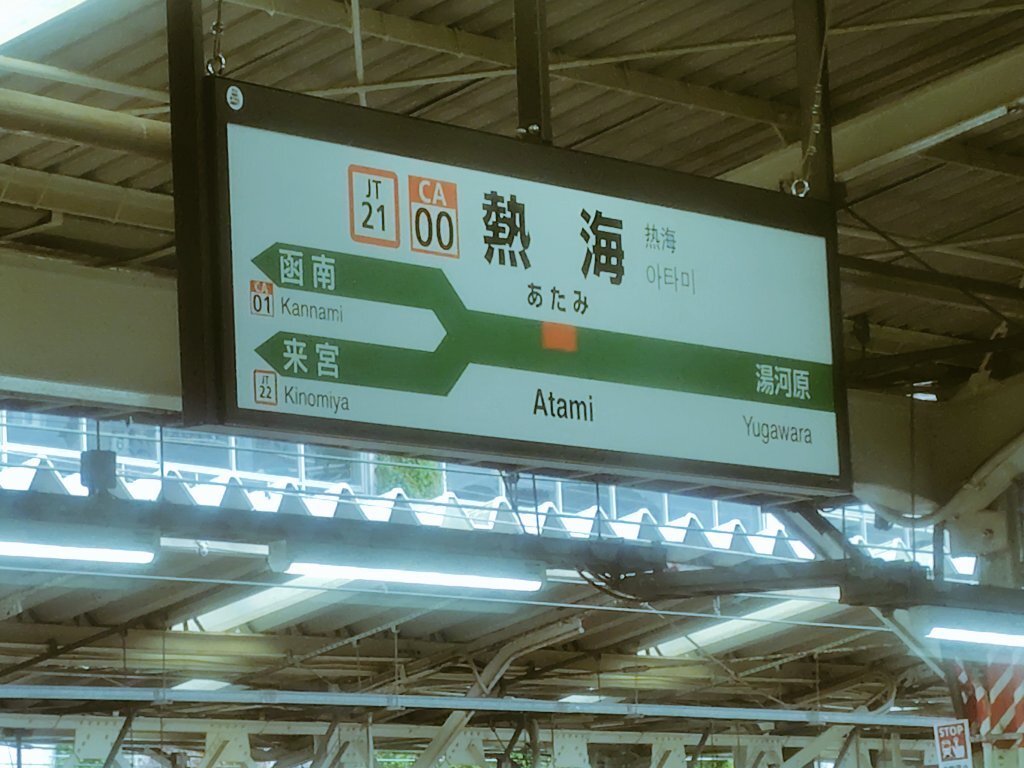 JT
21
CA
00
熱海
热海
아타미
あたみ
函南
CA
01
Kannami
来宮
JT
22
Kinomiya
Atami
湯河原
Yugawara
STOP